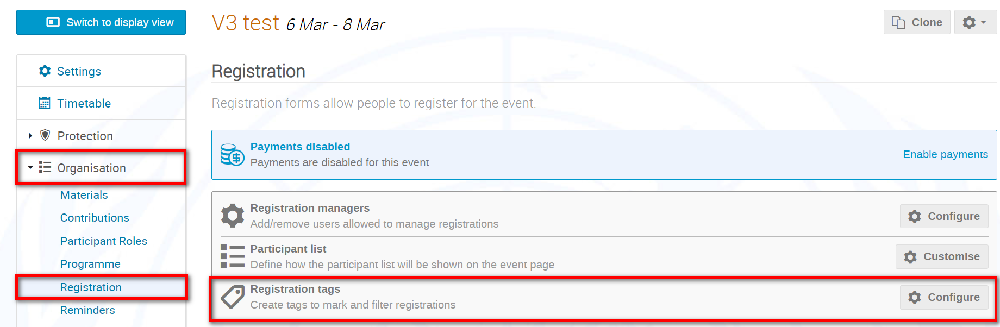 Switch to display view
V3 test 6 Mar - 8 Mar
Clone
Settings
Timetable
Protection
Organisation
Materials
Contributions
Participant Roles
Programme
Registration
Reminders
Registration
Registration forms allow people to register for the event.
Payments disabled
Payments are disabled for this event
Enable payments
Registration managers
Add/remove users allowed to manage registrations
Configure
Participant list
Define how the participant list will be shown on the event page
Customise
Registration tags
Create tags to mark and filter registrations
Configure